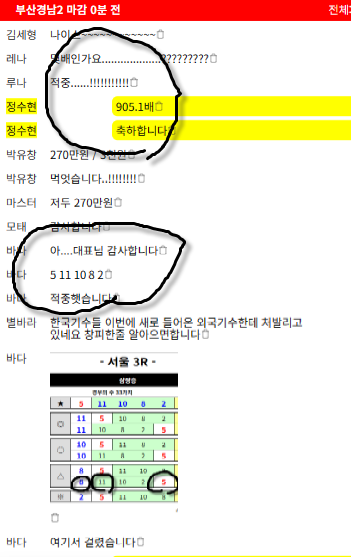 부산경남2 마감 0분 전 전체
김세형 나이스~~~~~~~~~~~~
레나 몇배인가요..................?????????
루나 적중......!!!!!!!!!!!
정수현 905.1배
정수현 축하합니다
박유창 270만원 / 3천원
박유창 먹엇습니다..!!!!!!!!
마스터 저두 270만원
모태 감사합니다
바다 아....대표님 감사합니다
바다 5 11 10 8 2
바다 적중햇습니다
별바라 한국기수들 이번에 새로 들어온 외국기수한테 처발리고
있네요 창피한줄 알이으면합니다
바다 - 서울 3R -
삼쌍승
경부의 수 33가지
★ 5 11 10 8 2
11 5 10 8 2
11 10 8 2 5
10 5 11 8 2
10 11 8 2 5
△ 8 5 11 10
8 11 10 2 5
※ 2 5 11 10 8
바다 여기서 걸렸습니다